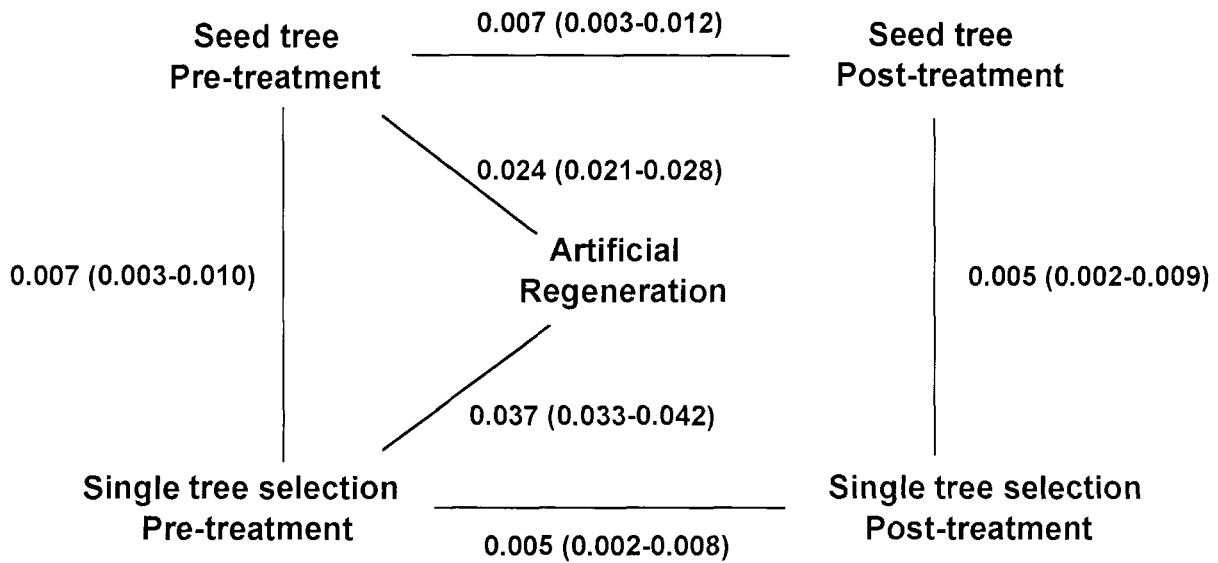 Seed tree
Pre-treatment
0.007 (0.003-0.012)
Seed tree
Post-treatment
0.024 (0.021-0.028)
Artificial
Regeneration
0.007 (0.003-0.010)
0.005 (0.002-0.009)
0.037 (0.033-0.042)
Single tree selection
Pre-treatment
0.005 (0.002-0.008)
Single tree selection
Post-treatment